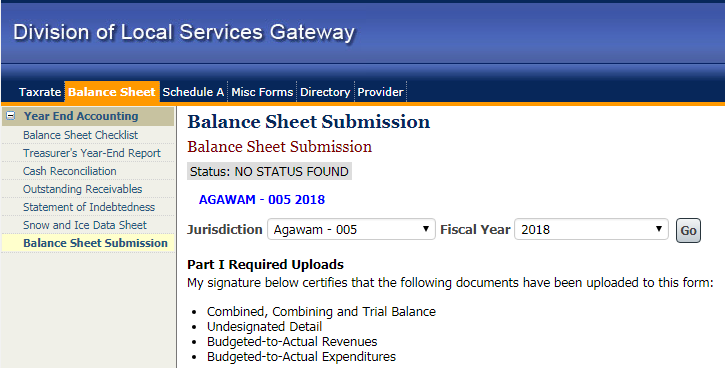 Division of Local Services Gateway
Taxrate Balance Sheet Schedule A Misc Forms Directory Provider
Year End Accounting
Balance Sheet Checklist
Treasurer's Year-End Report
Cash Reconciliation
Outstanding Receivables
Statement of Indebtedness
Snow and Ice Data Sheet
Balance Sheet Submission
Balance Sheet Submission
Balance Sheet Submission
Status: NO STATUS FOUND
AGAWAM - 005 2018
Jurisdiction Agawam - 005 Fiscal Year 2018 Go
Part I Required Uploads
My signature below certifies that the following documents have been uploaded to this form:
• Combined, Combining and Trial Balance
• Undesignated Detail
• Budgeted-to-Actual Revenues
• Budgeted-to-Actual Expenditures